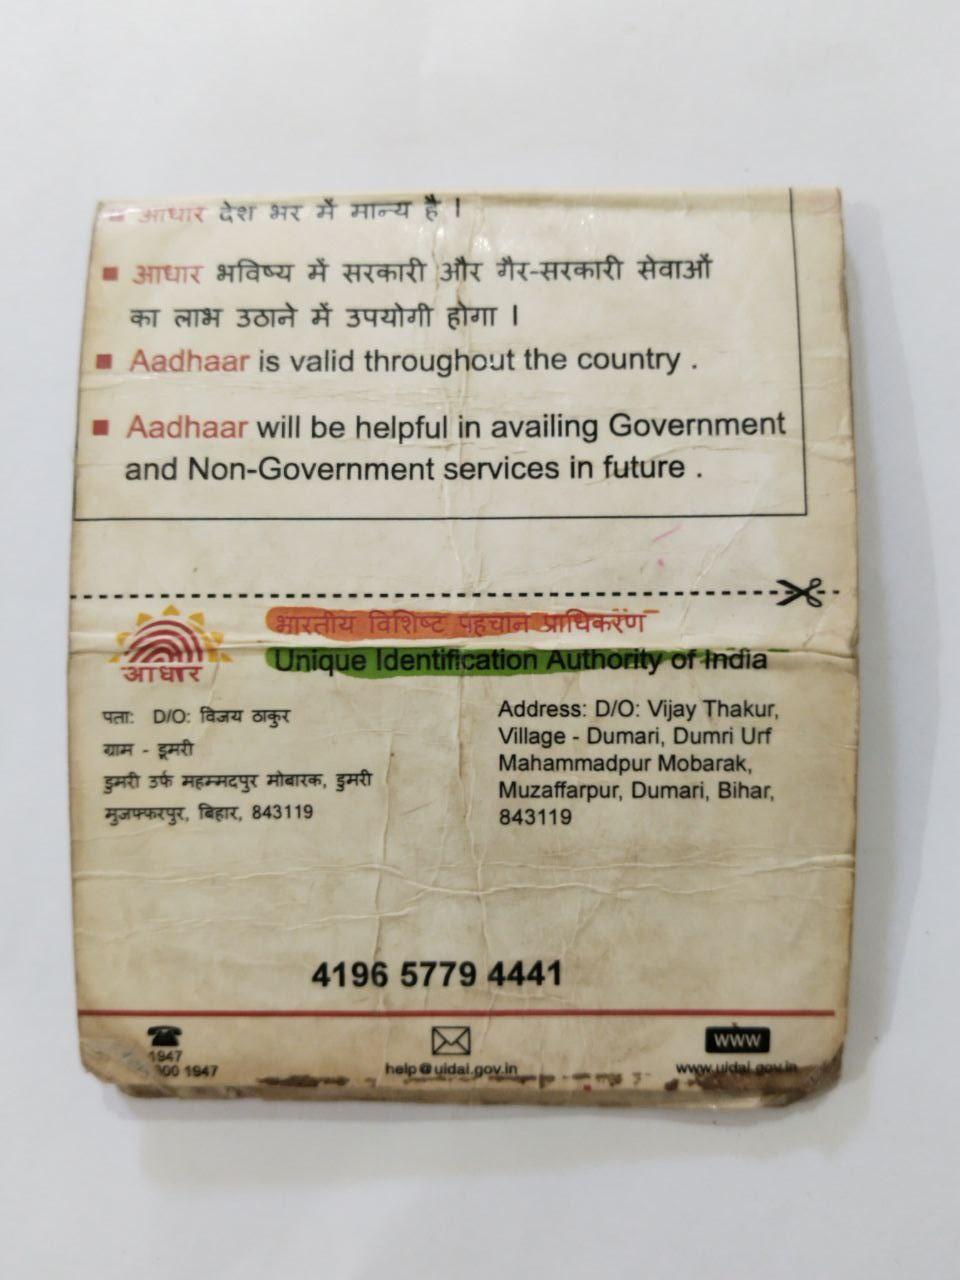 आधार देश भर में मान्य है ।
आधार भविष्य में सरकारी और गैर-सरकारी सेवाओं
का लाभ उठाने में उपयोगी होगा ।
Aadhaar is valid throughout the country .
Aadhaar will be helpful in availing Government
and Non-Government services in future .
भारतीय विशिष्ट पहचान प्राधिकरण
Unique Identification Authority of India
आधार
पता: D/O: विजय ठाकुर
ग्राम - डूमरी
डुमरी उर्फ महम्मदपुर मोबारक, डुमरी
मुजफ्फरपुर, बिहार, 843119
Address: D/O: Vijay Thakur,
Village - Dumari, Dumri Urf
Mahammadpur Mobarak,
Muzaffarpur, Dumari, Bihar,
843119
4196 5779 4441
1947
1947
help@uidai.gov.in
WWW
www.uidai.gov.in